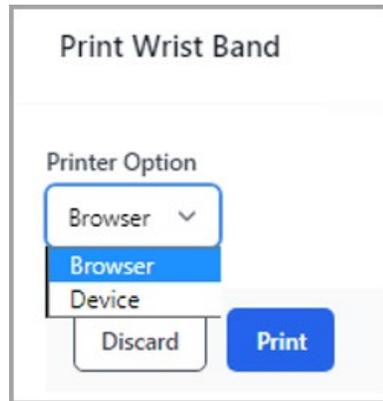 Print Wrist Band
Printer Option
Browser
Browser
Device
Discard Print